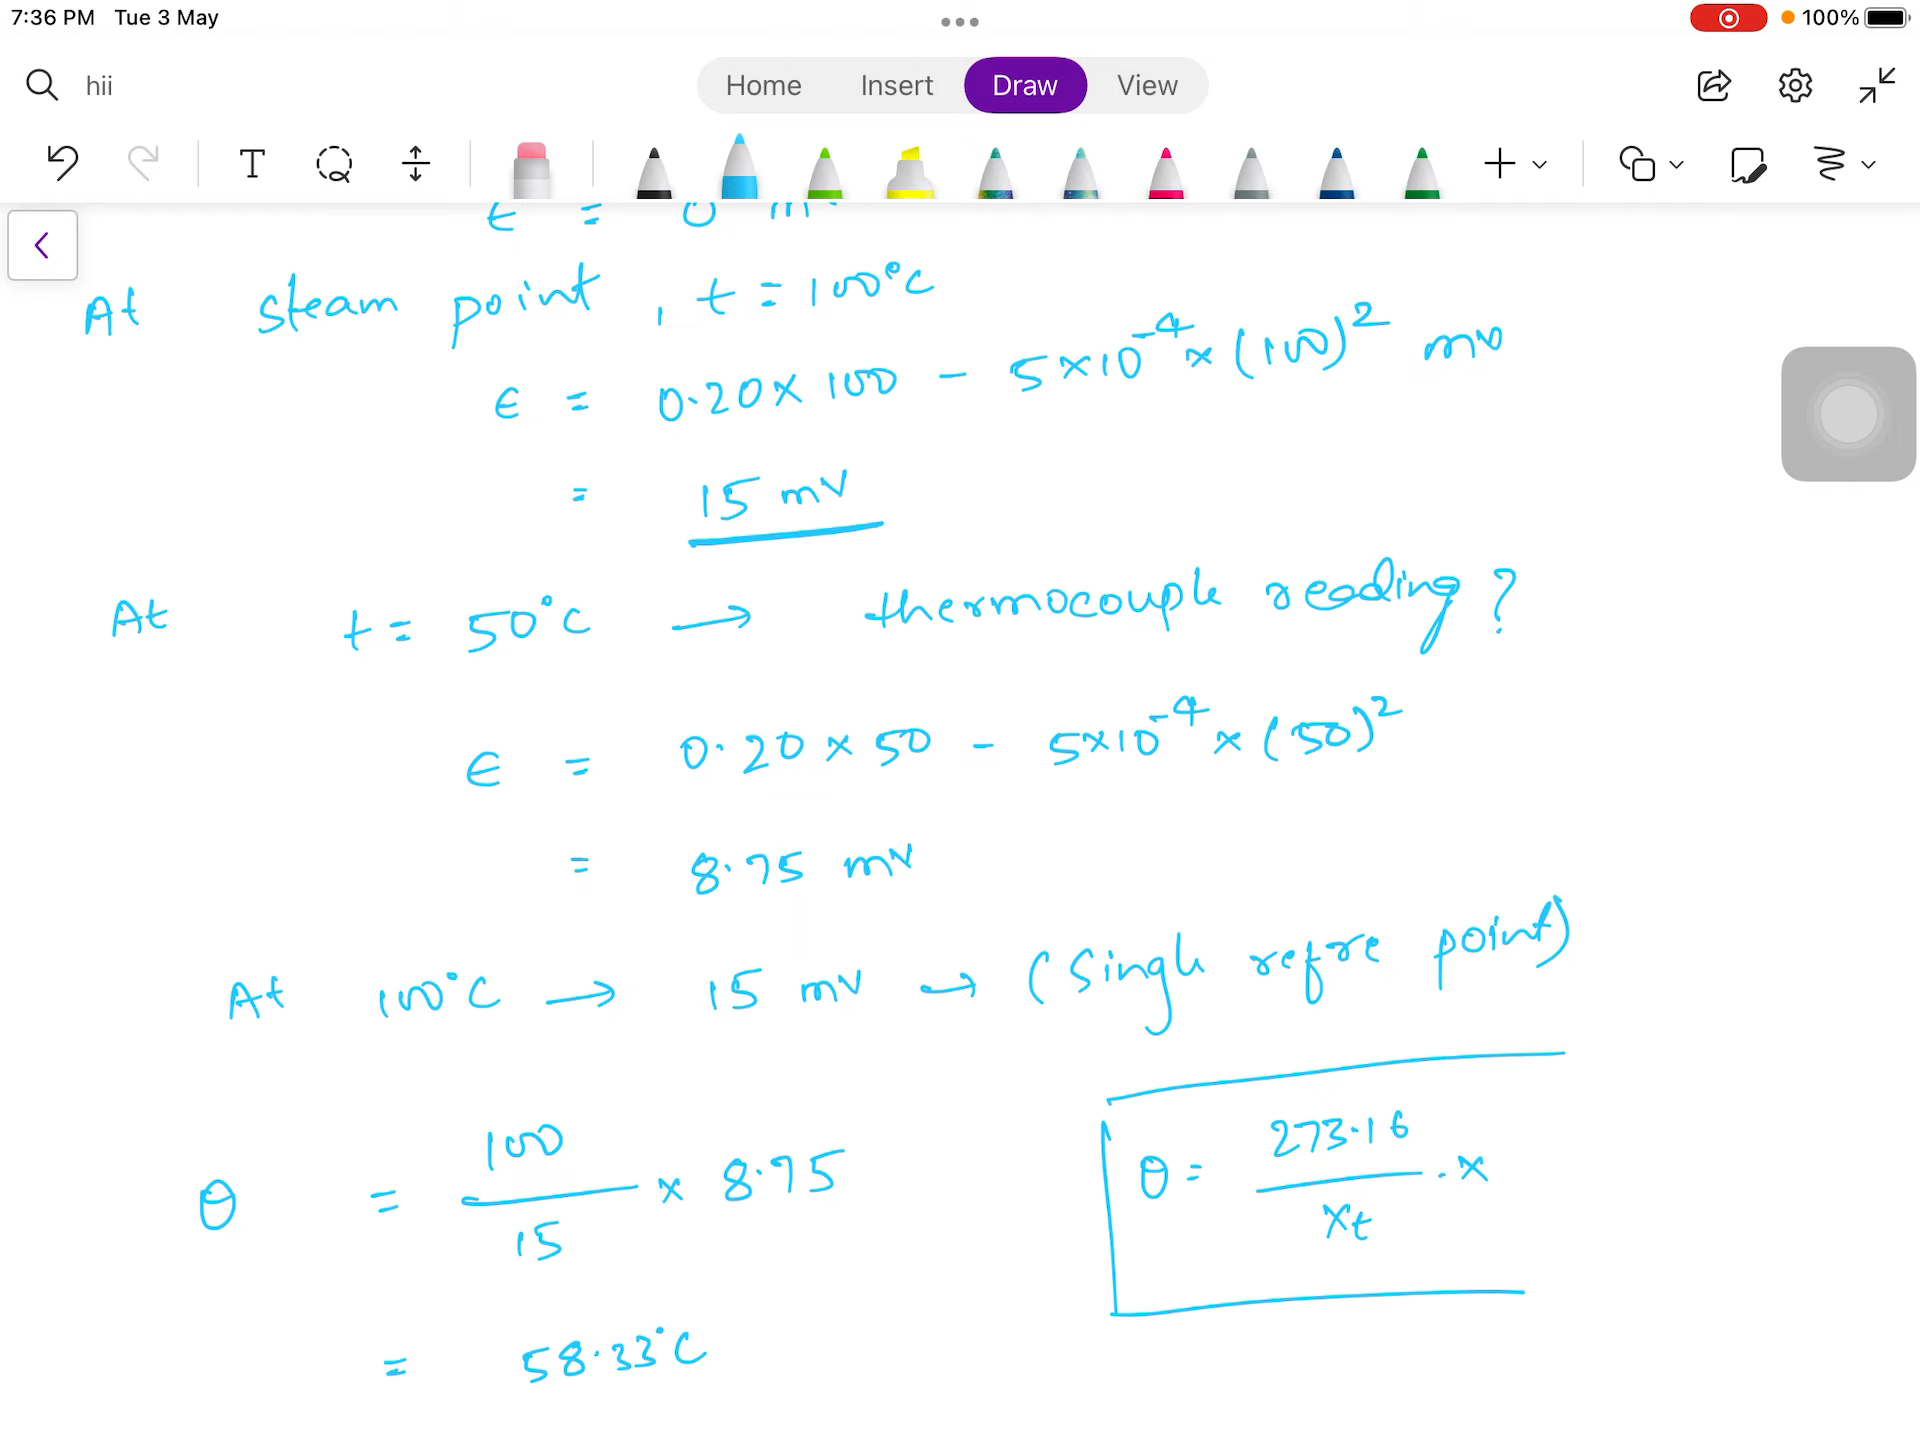 7:36 PM Tue 3 May
100%
hii
Home Insert Draw View
T
ϵ = 0 m
At steam point, t = 100°C
ϵ = 0.20 × 100 - 5×10⁻⁴ × (100)² mv
= 15 mV
At t = 50°C → thermocouple reading?
ϵ = 0.20 × 50 - 5×10⁻⁴ × (50)²
= 8.75 mV
At 100°C → 15 mV → (Single refre point)
θ = 100/15 × 8.75
θ = 273.16/Xt . X
= 58.33°C